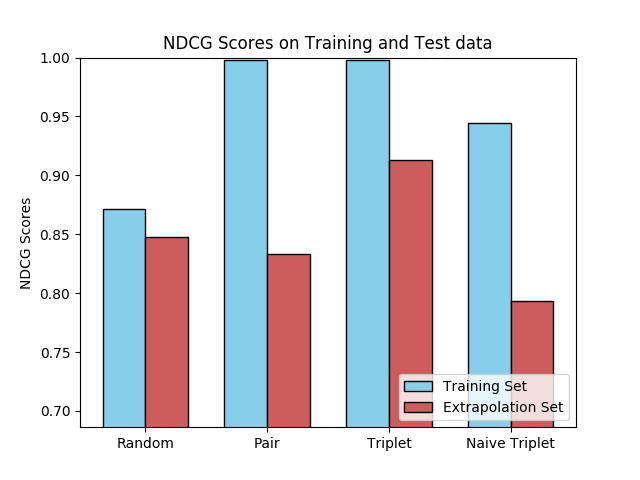 NDCG Scores on Training and Test data
NDCG Scores
1.00
0.95
0.90
0.85
0.80
0.75
0.70
Training Set
Extrapolation Set
Random
Pair
Triplet
Naive Triplet